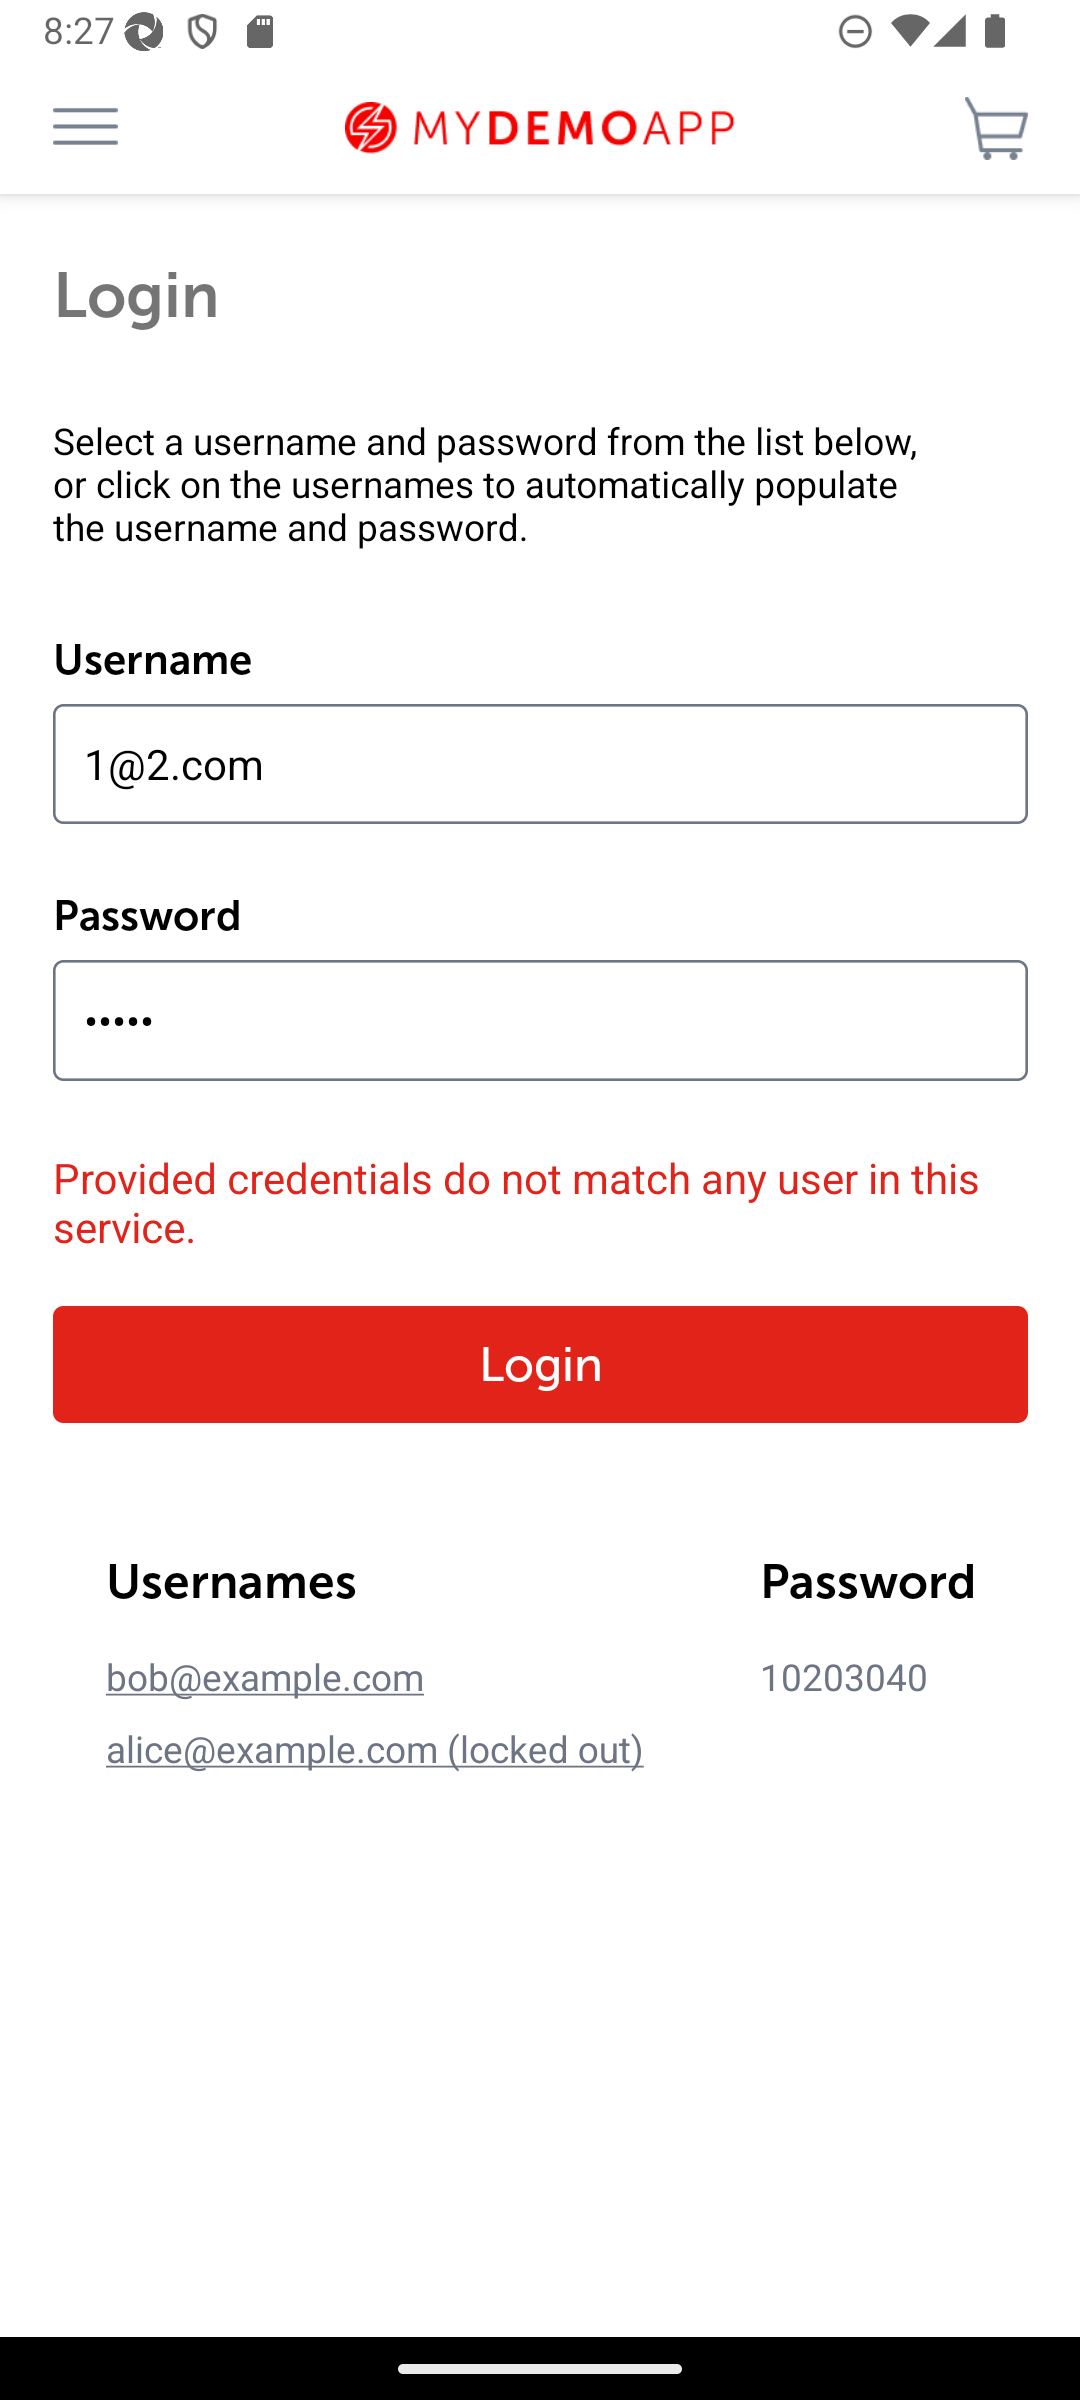 8:27
MYDEMOAPP
Login
Select a username and password from the list below,
or click on the usernames to automatically populate
the username and password.
Username
1@2.com
Password
•••••
Provided credentials do not match any user in this
service.
Login
Usernames Password
bob@example.com 10203040
alice@example.com (locked out)